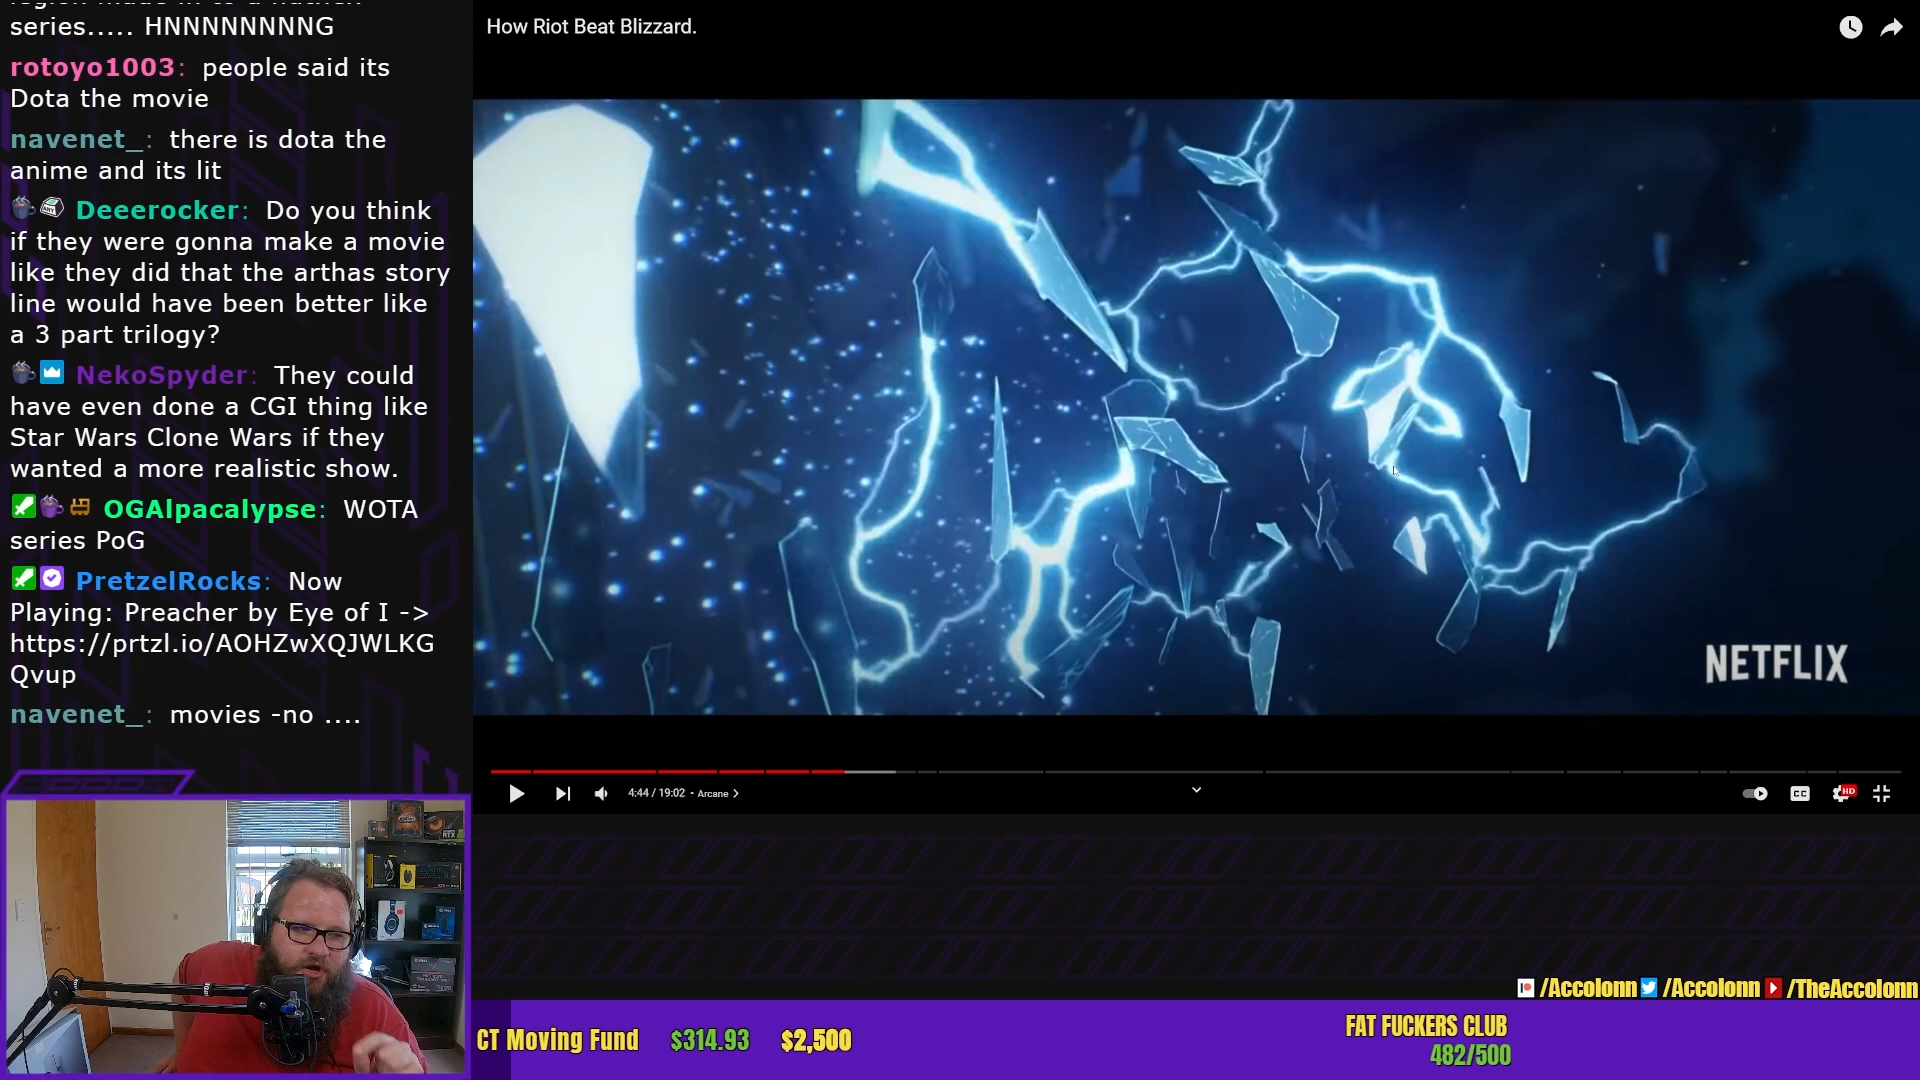 series..... HNNNNNNNNG
rotoyo1003: people said its
Dota the movie
navenet_: there is dota the
anime and its lit
Deeerocker: Do you think
if they were gonna make a movie
like they did that the arthas story
line would have been better like
a 3 part trilogy?
NekoSpyder: They could
have even done a CGI thing like
Star Wars Clone Wars if they
wanted a more realistic show.
OGAlpacalypse: WOTA
series PoG
PretzelRocks: Now
Playing: Preacher by Eye of I ->
https://prtzl.io/AOHZwXQJWLKG
Qvup
navenet_: movies -no ....
How Riot Beat Blizzard.
NETFLIX
4:44 / 19:02 • Arcane >
CC
HD
/Accolonn /Accolonn /TheAccolonn
CT Moving Fund $314.93 $2,500
FAT FUCKERS CLUB
482/500